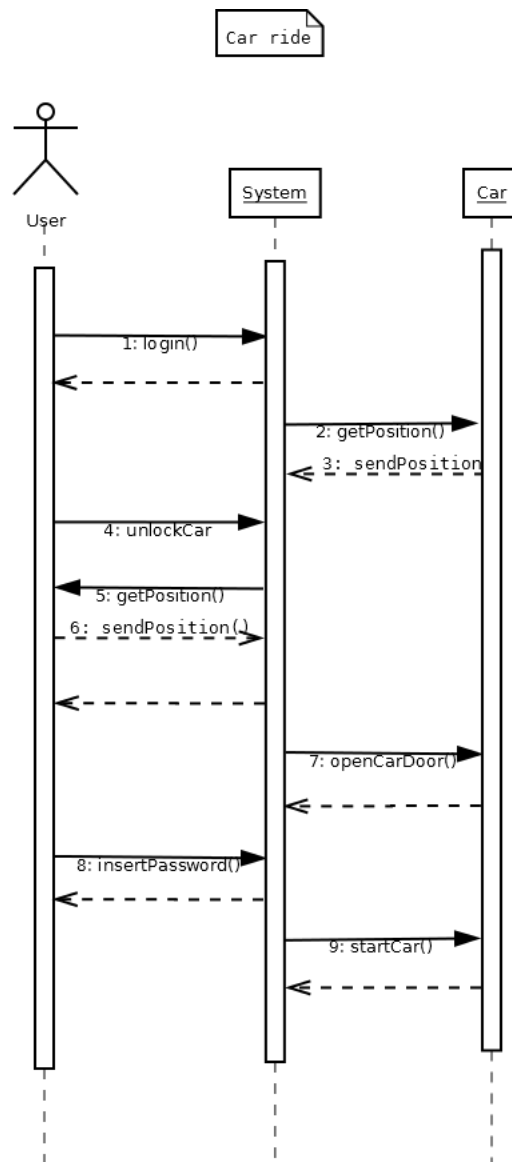 Car ride
User
System
Car
1: login()
2: getPosition()
3: sendPosition
4: unlockCar
5: getPosition()
6: sendPosition()
7: openCarDoor()
8: insertPassword()
9: startCar()